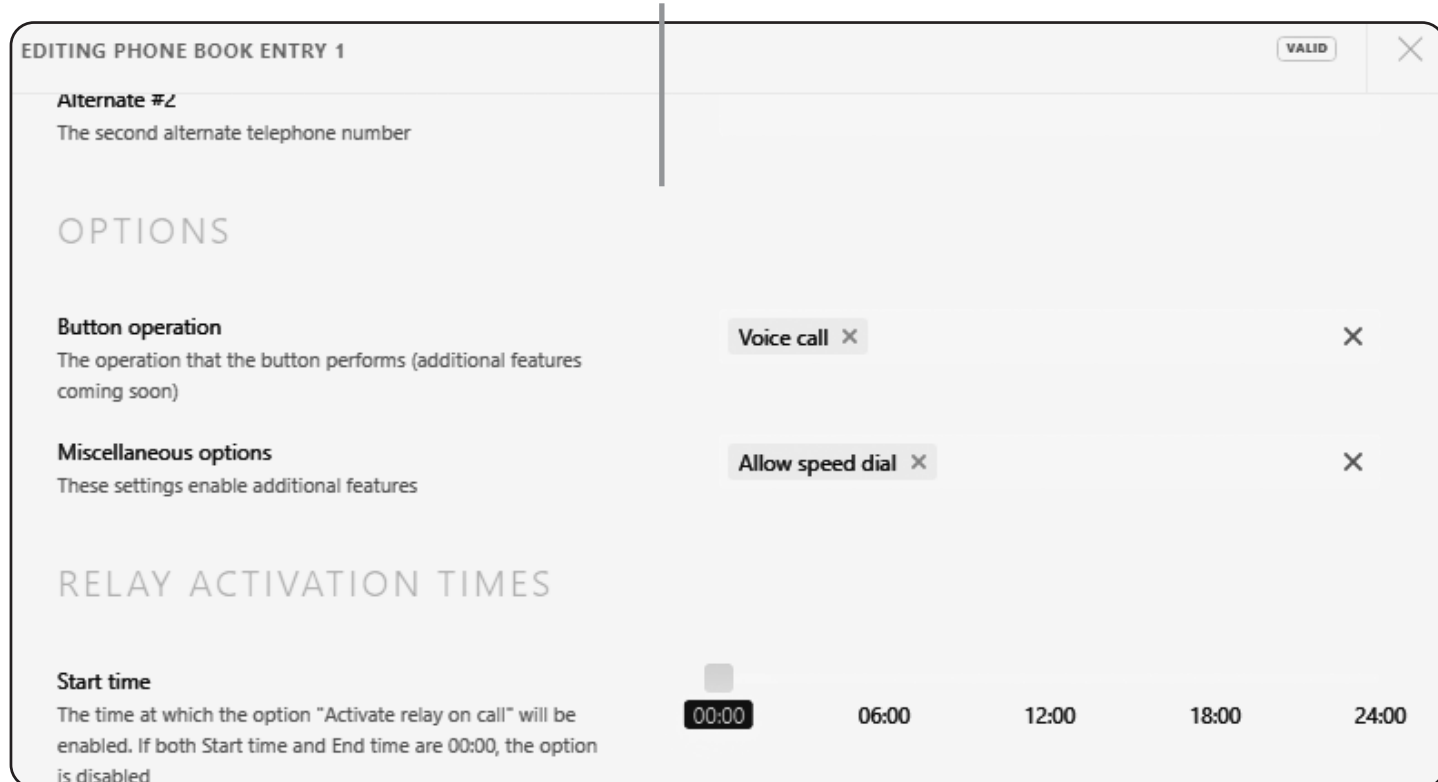 EDITING PHONE BOOK ENTRY 1
VALID
Alternate #2
The second alternate telephone number
OPTIONS
Button operation
The operation that the button performs (additional features
coming soon)
Voice call
Miscellaneous options
These settings enable additional features
Allow speed dial
RELAY ACTIVATION TIMES
Start time
The time at which the option "Activate relay on call" will be
enabled. If both Start time and End time are 00:00, the option
is disabled
00:00 06:00 12:00 18:00 24:00